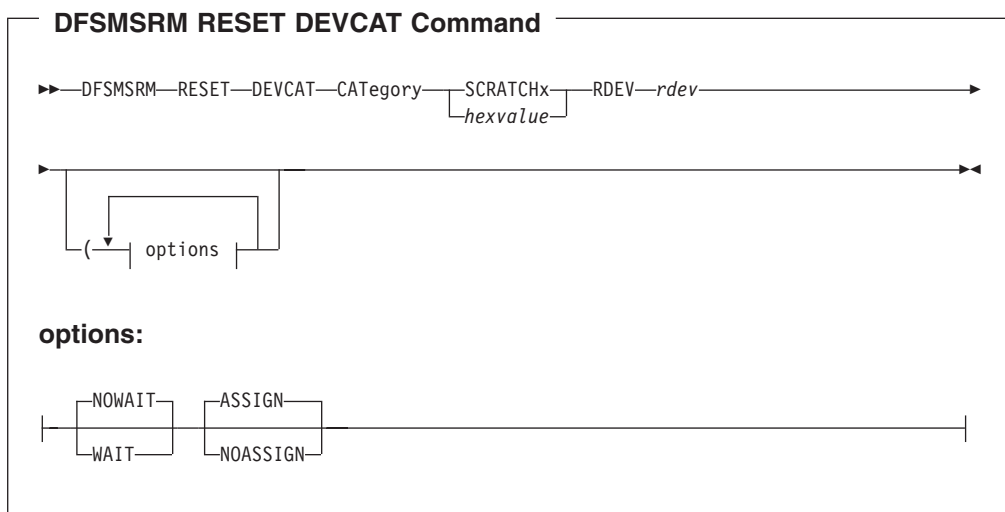 DFSMSRM RESET DEVCAT Command
DFSMSRM RESET DEVCAT CATegory SCRATCHx RDEV rdev
hexvalue
( options
options:
NOWAIT ASSIGN
WAIT NOASSIGN